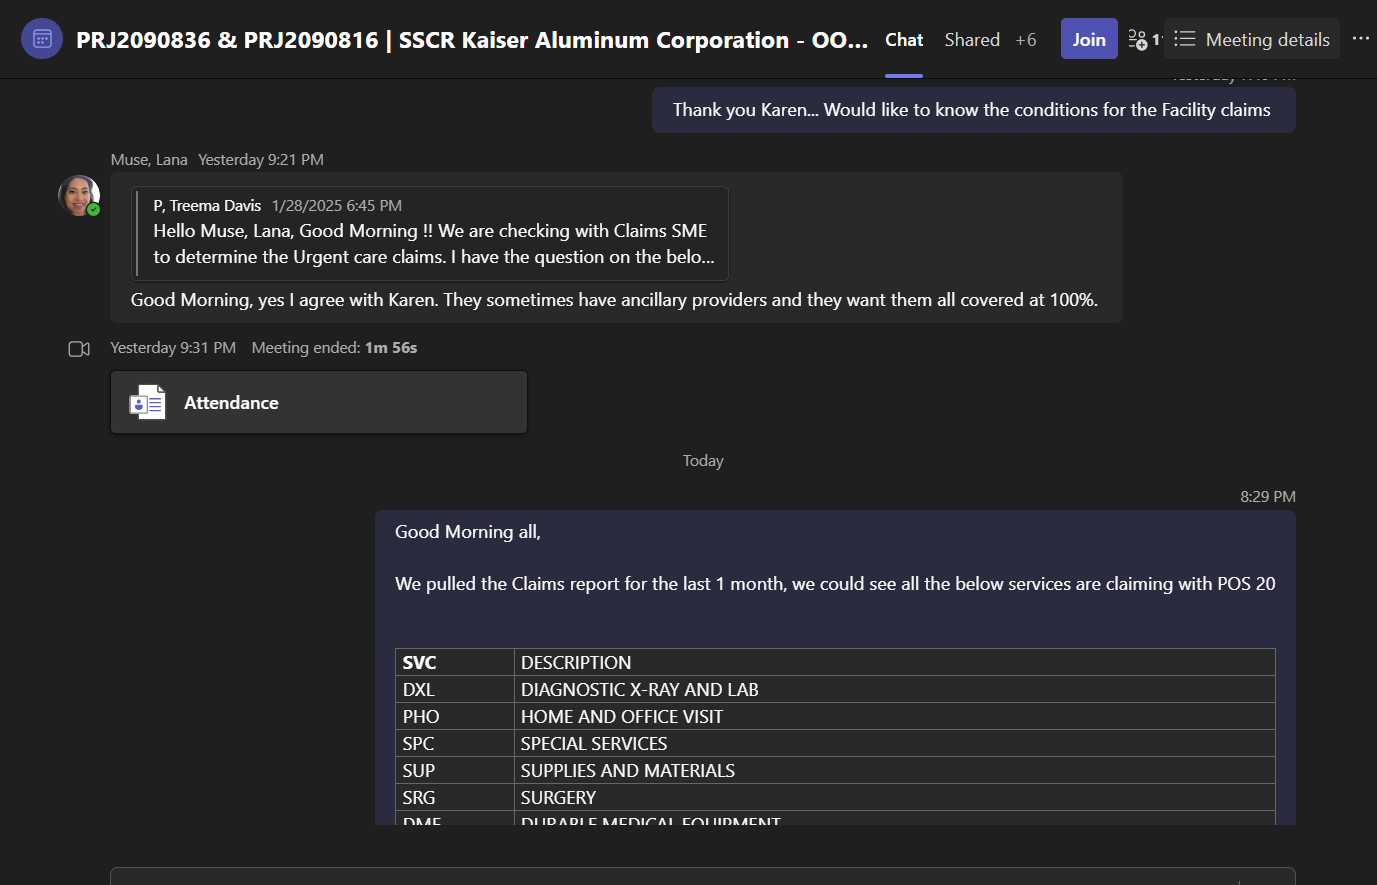 PRJ2090836 & PRJ2090816 | SSCR Kaiser Aluminum Corporation - OO...
Chat
Shared
+6
Join
Meeting details
Thank you Karen... Would like to know the conditions for the Facility claims
Muse, Lana Yesterday 9:21 PM
P, Treema Davis 1/28/2025 6:45 PM
Hello Muse, Lana, Good Morning !! We are checking with Claims SME
to determine the Urgent care claims. I have the question on the belo...
Good Morning, yes I agree with Karen. They sometimes have ancillary providers and they want them all covered at 100%.
Yesterday 9:31 PM Meeting ended: 1m 56s
Attendance
Today
8:29 PM
Good Morning all,
We pulled the Claims report for the last 1 month, we could see all the below services are claiming with POS 20
SVC DESCRIPTION
DXL DIAGNOSTIC X-RAY AND LAB
PHO HOME AND OFFICE VISIT
SPC SPECIAL SERVICES
SUP SUPPLIES AND MATERIALS
SRG SURGERY
DME DURABLE MEDICAL EQUIPMENT